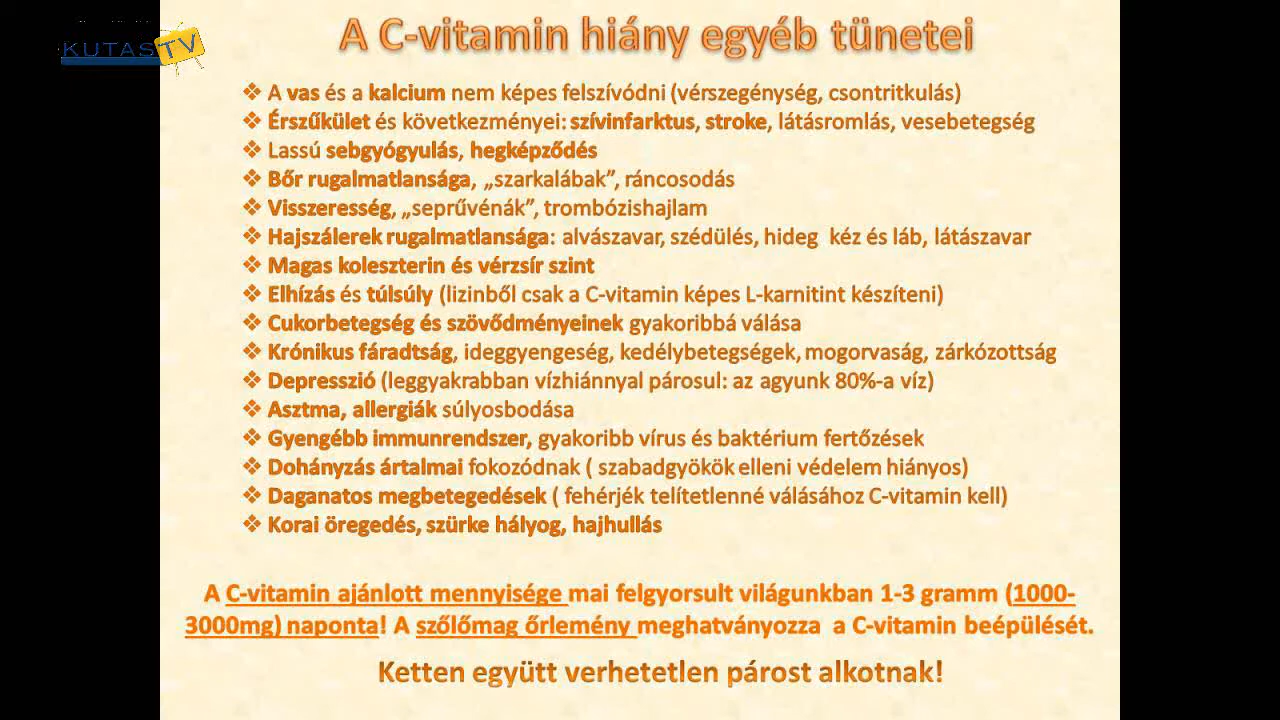 KUTAS TV
A C-vitamin hiány egyéb tünetei
❖ A vas és a kalcium nem képes felszívódni (vérszegénység, csontritkulás)
❖ Érszűkület és következményei: szívinfarktus, stroke, látásromlás, vesebetegség
❖ Lassú sebgyógyulás, hegképződés
❖ Bőr rugalmatlansága, „szarkalábak”, ráncosodás
❖ Visszeresség, „seprűvénák”, trombózishajlam
❖ Hajszálerek rugalmatlansága: alvászavar, szédülés, hideg kéz és láb, látászavar
❖ Magas koleszterin és vérzsír szint
❖ Elhízás és túlsúly (lizinből csak a C-vitamin képes L-karnitint készíteni)
❖ Cukorbetegség és szövődményeinek gyakoribbá válása
❖ Krónikus fáradtság, ideggyengeség, kedélybetegségek, mogorvaság, zárkózottság
❖ Depresszió (leggyakrabban vízhiánnyal párosul: az agyunk 80%-a víz)
❖ Asztma, allergiák súlyosbodása
❖ Gyengébb immunrendszer, gyakoribb vírus és baktérium fertőzések
❖ Dohányzás ártalmai fokozódnak ( szabadgyökök elleni védelem hiányos)
❖ Daganatos megbetegedések ( fehérjék telítetlenné válásához C-vitamin kell)
❖ Korai öregedés, szürke hályog, hajhullás
A C-vitamin ajánlott mennyisége mai felgyorsult világunkban 1-3 gramm (1000-
3000mg) naponta! A szőlőmag őrlemény meghatványozza a C-vitamin beépülését.
Ketten együtt verhetetlen párost alkotnak!